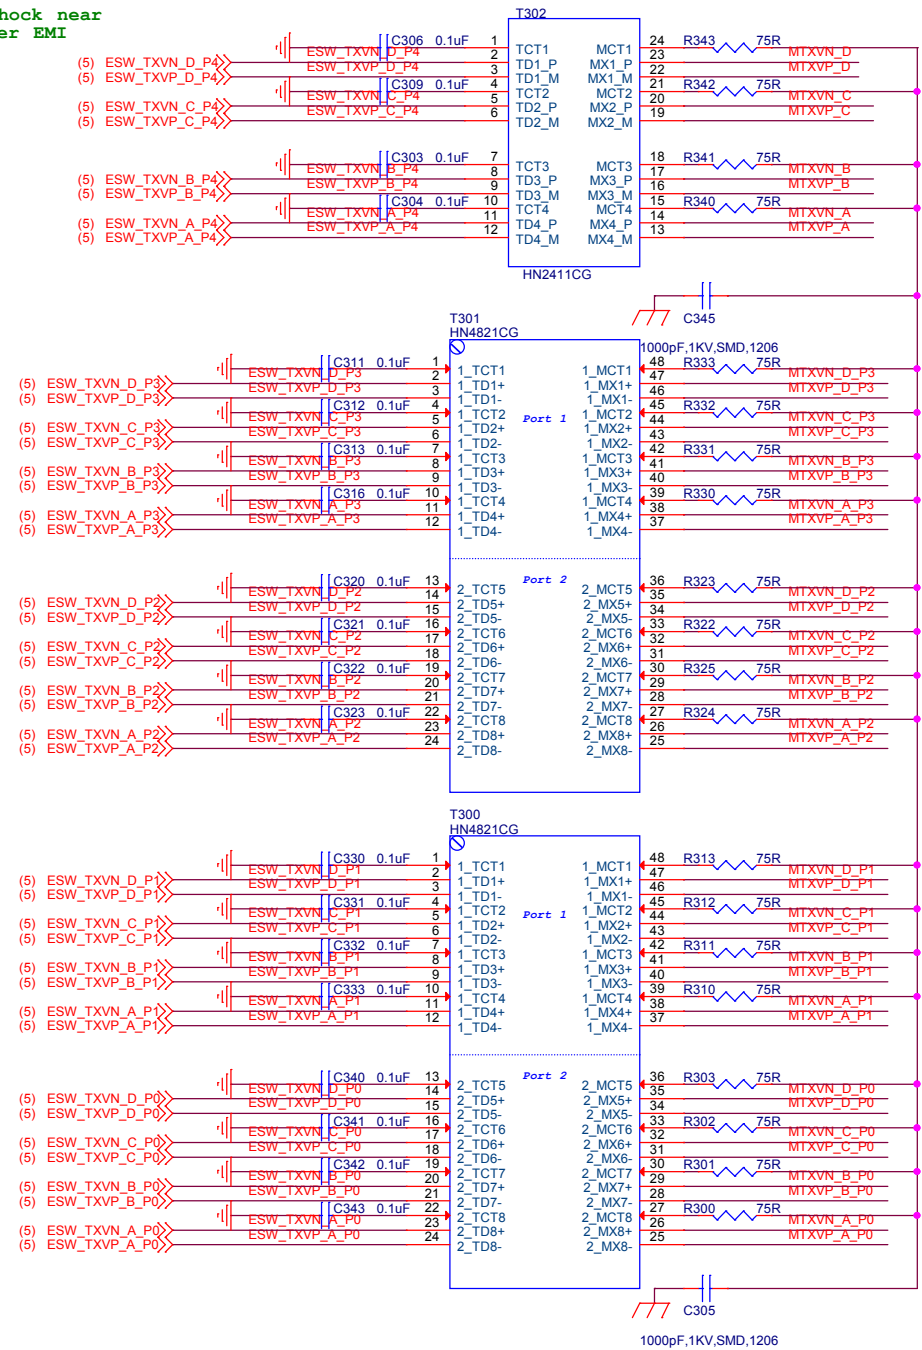 hock near
er EMI
T302
C306 0.1uF 1 TCT1 MCT1 24 R343 75R
(5) ESW_TXVN_D_P4 ESW_TXVN_D_P4 2 TD1_P MX1_P 23 MTXVN_D
(5) ESW_TXVP_D_P4 ESW_TXVP_D_P4 3 TD1_M MX1_M 22 MTXVP_D
C309 0.1uF 4 TCT2 MCT2 21 R342 75R
(5) ESW_TXVN_C_P4 ESW_TXVN_C_P4 5 TD2_P MX2_P 20 MTXVN_C
(5) ESW_TXVP_C_P4 ESW_TXVP_C_P4 6 TD2_M MX2_M 19 MTXVP_C
C303 0.1uF 7 TCT3 MCT3 18 R341 75R
(5) ESW_TXVN_B_P4 ESW_TXVN_B_P4 8 TD3_P MX3_P 17 MTXVN_B
(5) ESW_TXVP_B_P4 ESW_TXVP_B_P4 9 TD3_M MX3_M 16 MTXVP_B
C304 0.1uF 10 TCT4 MCT4 15 R340 75R
(5) ESW_TXVN_A_P4 ESW_TXVN_A_P4 11 TD4_P MX4_P 14 MTXVN_A
(5) ESW_TXVP_A_P4 ESW_TXVP_A_P4 12 TD4_M MX4_M 13 MTXVP_A
HN2411CG
C345
1000pF,1KV,SMD,1206
T301
HN4821CG
C311 0.1uF 1 1_TCT1 1_MCT1 48 R333 75R
(5) ESW_TXVN_D_P3 ESW_TXVN_D_P3 2 1_TD1+ 1_MX1+ 47 MTXVN_D_P3
(5) ESW_TXVP_D_P3 ESW_TXVP_D_P3 3 1_TD1- 1_MX1- 46 MTXVP_D_P3
C312 0.1uF 4 1_TCT2 1_MCT2 45 R332 75R
Port 1
(5) ESW_TXVN_C_P3 ESW_TXVN_C_P3 5 1_TD2+ 1_MX2+ 44 MTXVN_C_P3
(5) ESW_TXVP_C_P3 ESW_TXVP_C_P3 6 1_TD2- 1_MX2- 43 MTXVP_C_P3
C313 0.1uF 7 1_TCT3 1_MCT3 42 R331 75R
(5) ESW_TXVN_B_P3 ESW_TXVN_B_P3 8 1_TD3+ 1_MX3+ 41 MTXVN_B_P3
(5) ESW_TXVP_B_P3 ESW_TXVP_B_P3 9 1_TD3- 1_MX3- 40 MTXVP_B_P3
C316 0.1uF 10 1_TCT4 1_MCT4 39 R330 75R
(5) ESW_TXVN_A_P3 ESW_TXVN_A_P3 11 1_TD4+ 1_MX4+ 38 MTXVN_A_P3
(5) ESW_TXVP_A_P3 ESW_TXVP_A_P3 12 1_TD4- 1_MX4- 37 MTXVP_A_P3
Port 2
C320 0.1uF 13 2_TCT5 2_MCT5 36 R323 75R
(5) ESW_TXVN_D_P2 ESW_TXVN_D_P2 14 2_TD5+ 2_MX5+ 35 MTXVN_D_P2
(5) ESW_TXVP_D_P2 ESW_TXVP_D_P2 15 2_TD5- 2_MX5- 34 MTXVP_D_P2
C321 0.1uF 16 2_TCT6 2_MCT6 33 R322 75R
(5) ESW_TXVN_C_P2 ESW_TXVN_C_P2 17 2_TD6+ 2_MX6+ 32 MTXVN_C_P2
(5) ESW_TXVP_C_P2 ESW_TXVP_C_P2 18 2_TD6- 2_MX6- 31 MTXVP_C_P2
C322 0.1uF 19 2_TCT7 2_MCT7 30 R325 75R
(5) ESW_TXVN_B_P2 ESW_TXVN_B_P2 20 2_TD7+ 2_MX7+ 29 MTXVN_B_P2
(5) ESW_TXVP_B_P2 ESW_TXVP_B_P2 21 2_TD7- 2_MX7- 28 MTXVP_B_P2
C323 0.1uF 22 2_TCT8 2_MCT8 27 R324 75R
(5) ESW_TXVN_A_P2 ESW_TXVN_A_P2 23 2_TD8+ 2_MX8+ 26 MTXVN_A_P2
(5) ESW_TXVP_A_P2 ESW_TXVP_A_P2 24 2_TD8- 2_MX8- 25 MTXVP_A_P2
T300
HN4821CG
C330 0.1uF 1 1_TCT1 1_MCT1 48 R313 75R
(5) ESW_TXVN_D_P1 ESW_TXVN_D_P1 2 1_TD1+ 1_MX1+ 47 MTXVN_D_P1
(5) ESW_TXVP_D_P1 ESW_TXVP_D_P1 3 1_TD1- 1_MX1- 46 MTXVP_D_P1
C331 0.1uF 4 1_TCT2 1_MCT2 45 R312 75R
Port 1
(5) ESW_TXVN_C_P1 ESW_TXVN_C_P1 5 1_TD2+ 1_MX2+ 44 MTXVN_C_P1
(5) ESW_TXVP_C_P1 ESW_TXVP_C_P1 6 1_TD2- 1_MX2- 43 MTXVP_C_P1
C332 0.1uF 7 1_TCT3 1_MCT3 42 R311 75R
(5) ESW_TXVN_B_P1 ESW_TXVN_B_P1 8 1_TD3+ 1_MX3+ 41 MTXVN_B_P1
(5) ESW_TXVP_B_P1 ESW_TXVP_B_P1 9 1_TD3- 1_MX3- 40 MTXVP_B_P1
C333 0.1uF 10 1_TCT4 1_MCT4 39 R310 75R
(5) ESW_TXVN_A_P1 ESW_TXVN_A_P1 11 1_TD4+ 1_MX4+ 38 MTXVN_A_P1
(5) ESW_TXVP_A_P1 ESW_TXVP_A_P1 12 1_TD4- 1_MX4- 37 MTXVP_A_P1
Port 2
C340 0.1uF 13 2_TCT5 2_MCT5 36 R303 75R
(5) ESW_TXVN_D_P0 ESW_TXVN_D_P0 14 2_TD5+ 2_MX5+ 35 MTXVN_D_P0
(5) ESW_TXVP_D_P0 ESW_TXVP_D_P0 15 2_TD5- 2_MX5- 34 MTXVP_D_P0
C341 0.1uF 16 2_TCT6 2_MCT6 33 R302 75R
(5) ESW_TXVN_C_P0 ESW_TXVN_C_P0 17 2_TD6+ 2_MX6+ 32 MTXVN_C_P0
(5) ESW_TXVP_C_P0 ESW_TXVP_C_P0 18 2_TD6- 2_MX6- 31 MTXVP_C_P0
C342 0.1uF 19 2_TCT7 2_MCT7 30 R301 75R
(5) ESW_TXVN_B_P0 ESW_TXVN_B_P0 20 2_TD7+ 2_MX7+ 29 MTXVN_B_P0
(5) ESW_TXVP_B_P0 ESW_TXVP_B_P0 21 2_TD7- 2_MX7- 28 MTXVP_B_P0
C343 0.1uF 22 2_TCT8 2_MCT8 27 R300 75R
(5) ESW_TXVN_A_P0 ESW_TXVN_A_P0 23 2_TD8+ 2_MX8+ 26 MTXVN_A_P0
(5) ESW_TXVP_A_P0 ESW_TXVP_A_P0 24 2_TD8- 2_MX8- 25 MTXVP_A_P0
C305
1000pF,1KV,SMD,1206